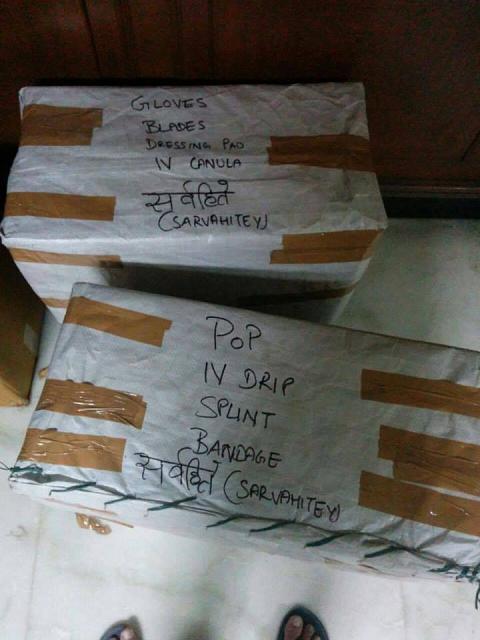 GLOVES
BLADES
DRESSING PAD
IV CANULA
सर्वहिते
(SARVAHITEY)
POP
IV DRIP
SPLINT
BANDAGE
सर्वहिते (SARVAHITEY)